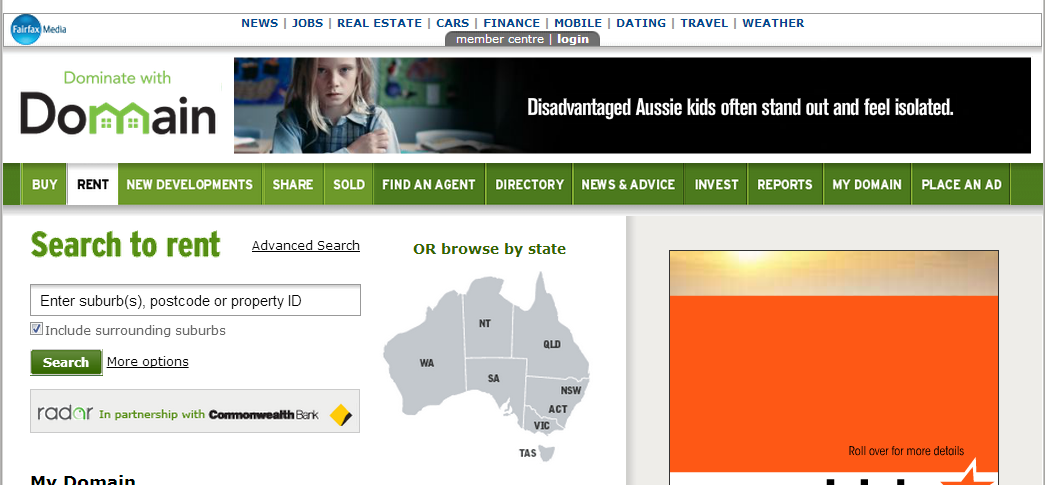 Fairfax Media
NEWS | JOBS | REAL ESTATE | CARS | FINANCE | MOBILE | DATING | TRAVEL | WEATHER
member centre | login
Dominate with
Domain
Disadvantaged Aussie kids often stand out and feel isolated.
BUY RENT NEW DEVELOPMENTS SHARE SOLD FIND AN AGENT DIRECTORY NEWS & ADVICE INVEST REPORTS MY DOMAIN PLACE AN AD
Search to rent
Advanced Search
Enter suburb(s), postcode or property ID
Include surrounding suburbs
Search More options
radar In partnership with CommonwealthBank
My Domain
OR browse by state
NT
QLD
WA
SA
NSW
ACT
VIC
TAS
Roll over for more details